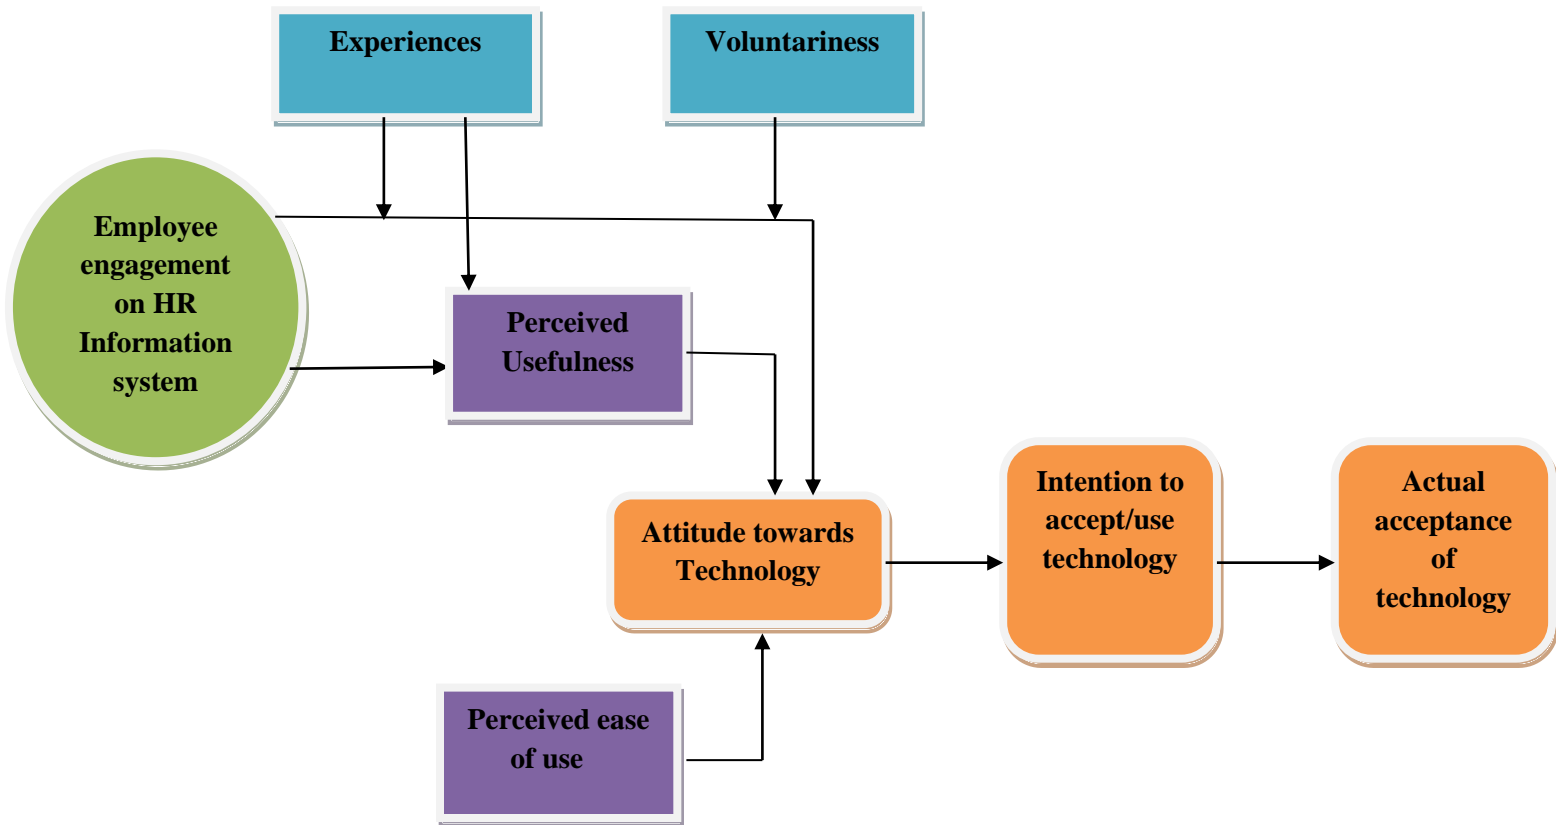 Experiences
Voluntariness
Employee
engagement
on HR
Information
system
Perceived
Usefulness
Attitude towards
Technology
Intention to
accept/use
technology
Actual
acceptance
of
technology
Perceived ease
of use